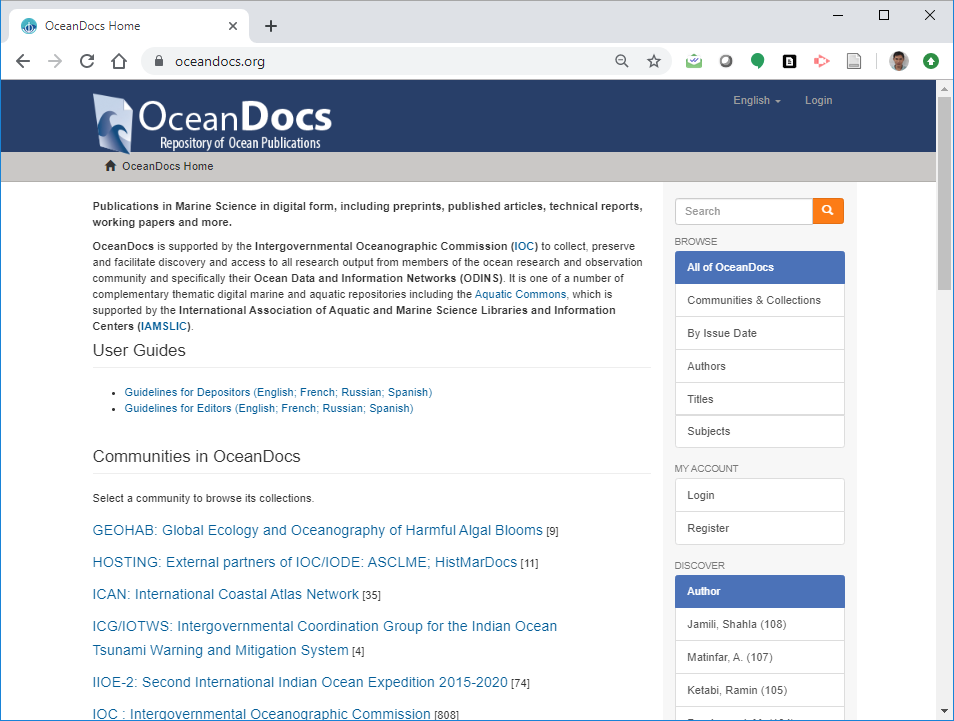 OceanDocs Home
oceandocs.org
OceanDocs
Repository of Ocean Publications
English
Login
OceanDocs Home
Publications in Marine Science in digital form, including preprints, published articles, technical reports,
working papers and more.
OceanDocs is supported by the Intergovernmental Oceanographic Commission (IOC) to collect, preserve
and facilitate discovery and access to all research output from members of the ocean research and observation
community and specifically their Ocean Data and Information Networks (ODINS). It is one of a number of
complementary thematic digital marine and aquatic repositories including the Aquatic Commons, which is
supported by the International Association of Aquatic and Marine Science Libraries and Information
Centers (IAMSLIC).
User Guides
• Guidelines for Depositors (English; French; Russian; Spanish)
• Guidelines for Editors (English; French; Russian; Spanish)
Communities in OceanDocs
Select a community to browse its collections.
GEOHAB: Global Ecology and Oceanography of Harmful Algal Blooms [9]
HOSTING: External partners of IOC/IODE: ASCLME; HistMarDocs [11]
ICAN: International Coastal Atlas Network [35]
ICG/IOTWS: Intergovernmental Coordination Group for the Indian Ocean
Tsunami Warning and Mitigation System [4]
IIOE-2: Second International Indian Ocean Expedition 2015-2020 [74]
IOC : Intergovernmental Oceanographic Commission [808]
Search
BROWSE
All of OceanDocs
Communities & Collections
By Issue Date
Authors
Titles
Subjects
MY ACCOUNT
Login
Register
DISCOVER
Author
Jamili, Shahla (108)
Matinfar, A. (107)
Ketabi, Ramin (105)